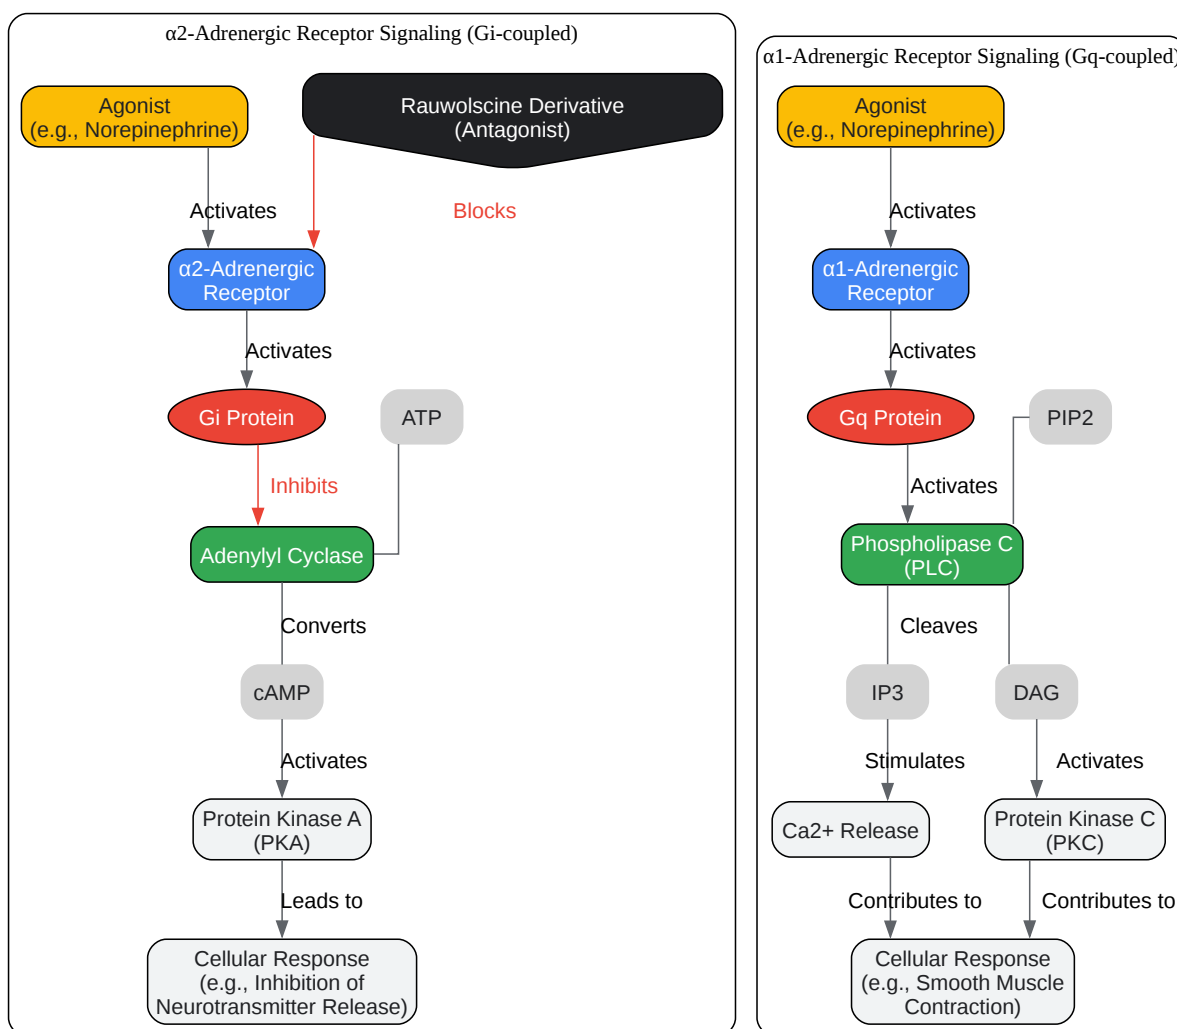 α2-Adrenergic Receptor Signaling (Gi-coupled)
Agonist
(e.g., Norepinephrine)
Rauwolscine Derivative
(Antagonist)
Activates
Blocks
α2-Adrenergic
Receptor
Activates
Gi Protein
ATP
Inhibits
Adenylyl Cyclase
Converts
cAMP
Activates
Protein Kinase A
(PKA)
Leads to
Cellular Response
(e.g., Inhibition of
Neurotransmitter Release)
α1-Adrenergic Receptor Signaling (Gq-coupled)
Agonist
(e.g., Norepinephrine)
Activates
α1-Adrenergic
Receptor
Activates
Gq Protein
PIP2
Activates
Phospholipase C
(PLC)
Cleaves
IP3
DAG
Stimulates
Activates
Ca2+ Release
Protein Kinase C
(PKC)
Contributes to
Contributes to
Cellular Response
(e.g., Smooth Muscle
Contraction)